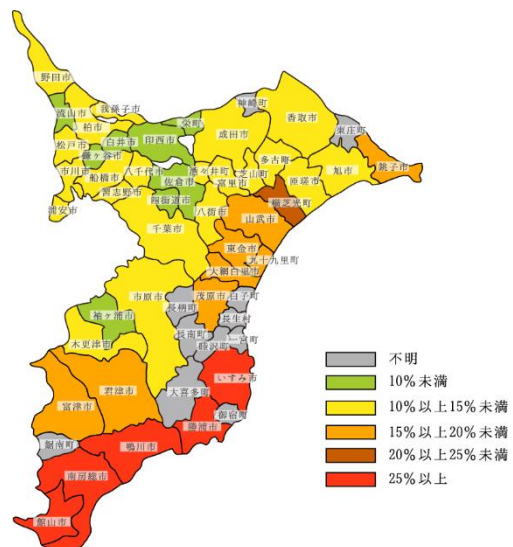 野田市
流山市
我孫子市
柏市
松戸市
鎌ヶ谷市
白井市
印西市
栄町
成田市
神崎町
香取市
東庄町
銚子市
旭市
匝瑳市
多古町
芝山町
横芝光町
市川市
船橋市
八千代市
習志野市
浦安市
佐倉市
酒々井町
富里市
四街道市
八街市
山武市
千葉市
東金市
九十九里町
大網白里市
市原市
茂原市
白子町
長柄町
長生村
長南町
一宮町
睦沢町
袖ヶ浦市
木更津市
いすみ市
大多喜町
御宿町
勝浦市
君津市
富津市
鋸南町
鴨川市
南房総市
館山市
不明
10%未満
10%以上15%未満
15%以上20%未満
20%以上25%未満
25%以上